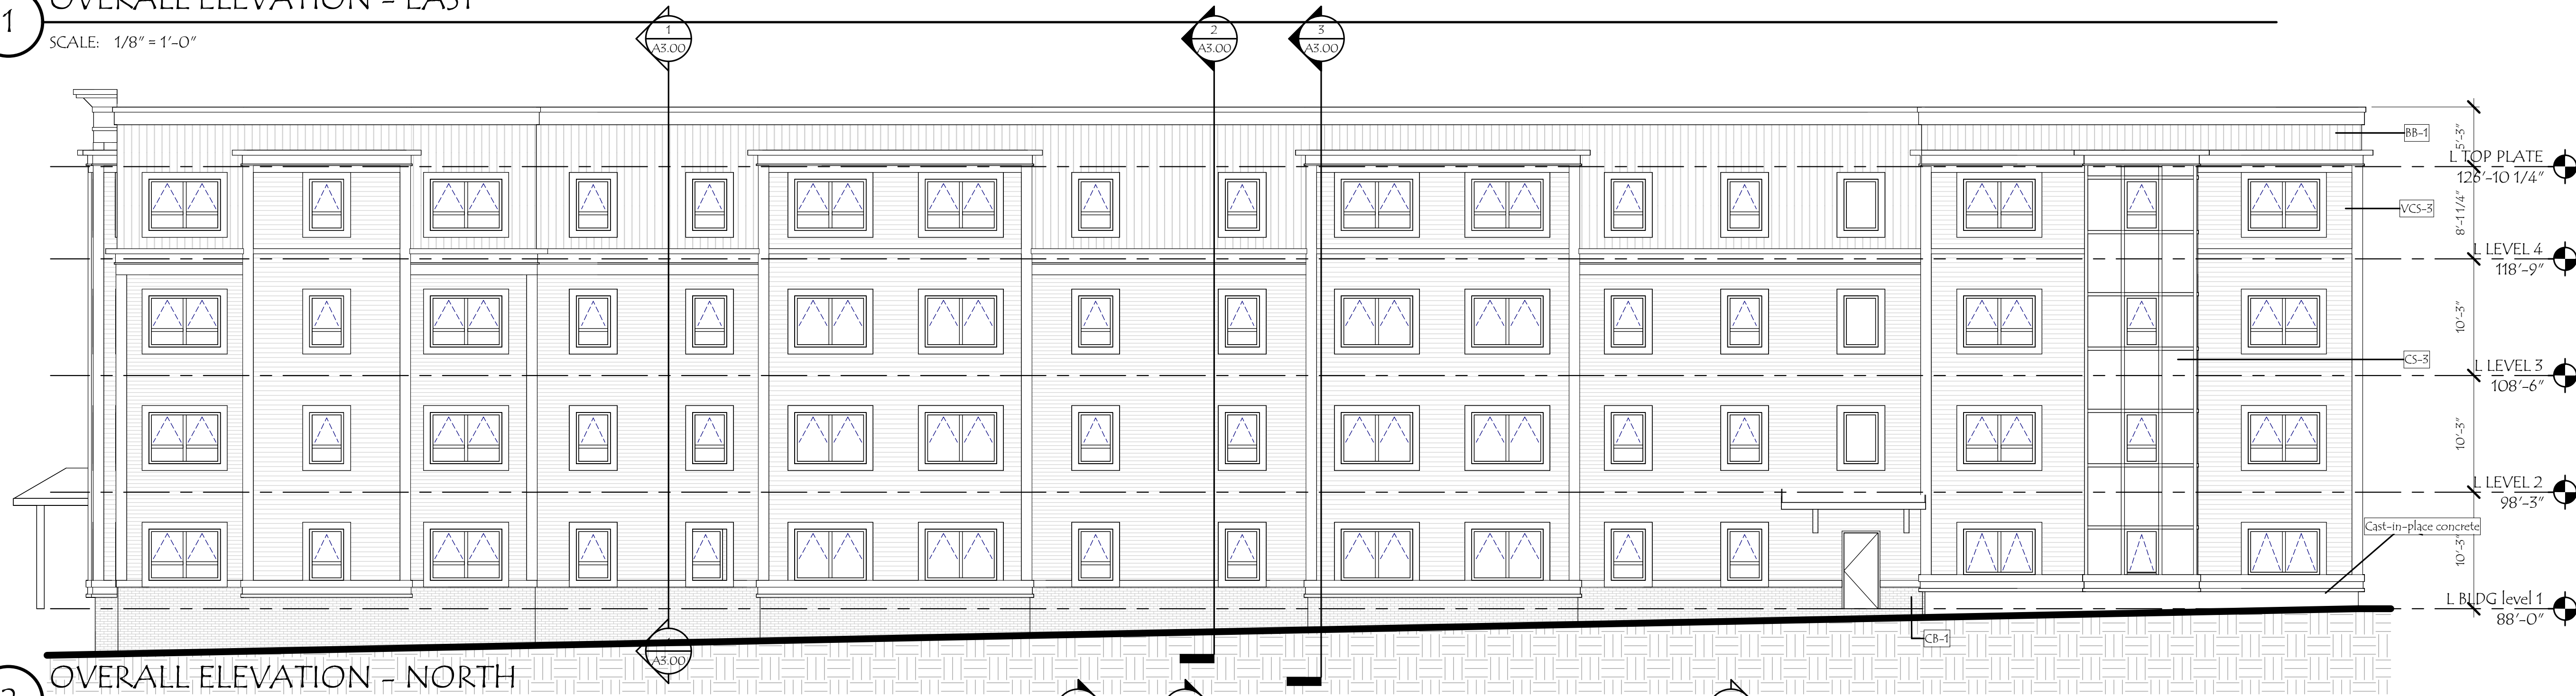 1
OVERALL ELEVATION - EAST
SCALE: 1/8" = 1'-0"
1
A3.00
2
A3.00
3
A3.00
BB-1
5'-3"
L TOP PLATE
126'-10 1/4"
VCS-3
8'-1 1/4"
L LEVEL 4
118'-9"
10'-3"
CS-3
L LEVEL 3
108'-6"
10'-3"
L LEVEL 2
98'-3"
Cast-in-place concrete
10'-3"
L BLDG level 1
88'-0"
CB-1
A3.00
OVERALL ELEVATION - NORTH